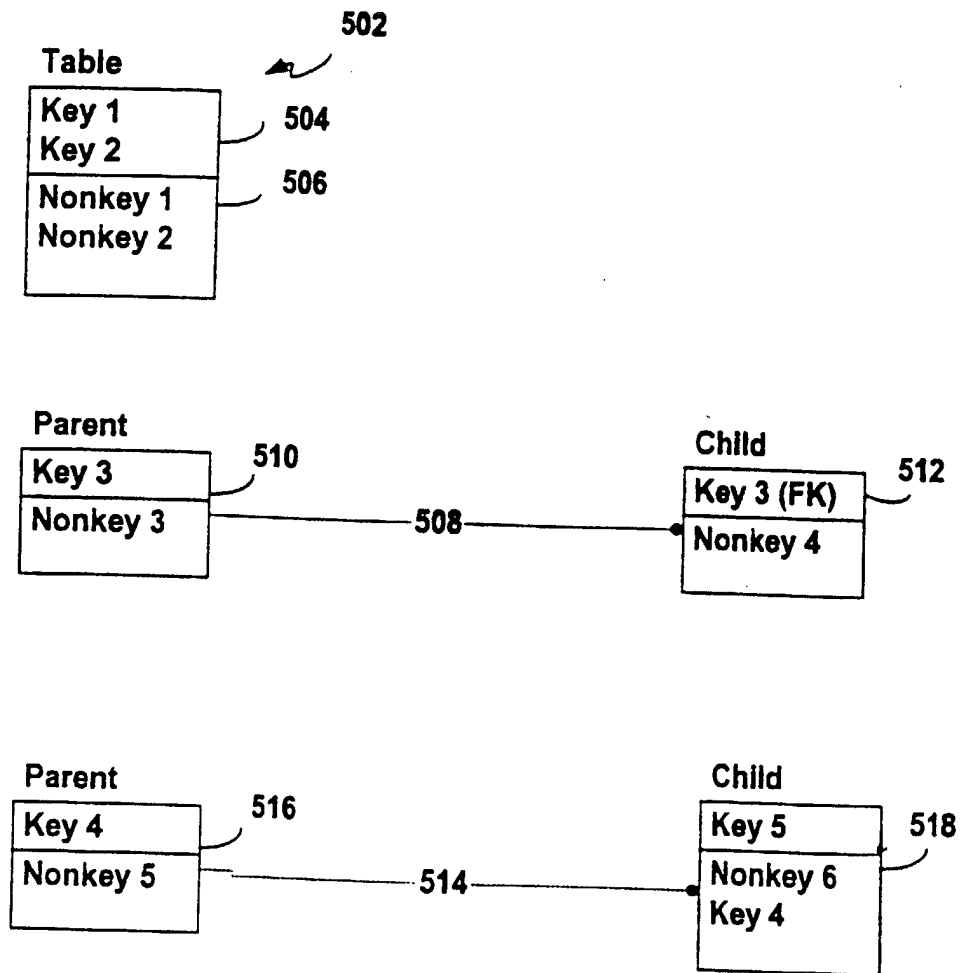 502
Table
Key 1
Key 2
504
Nonkey 1
Nonkey 2
506
Parent
Key 3
510
Nonkey 3
508
Child
Key 3 (FK)
512
Nonkey 4
Parent
Key 4
516
Nonkey 5
514
Child
Key 5
518
Nonkey 6
Key 4